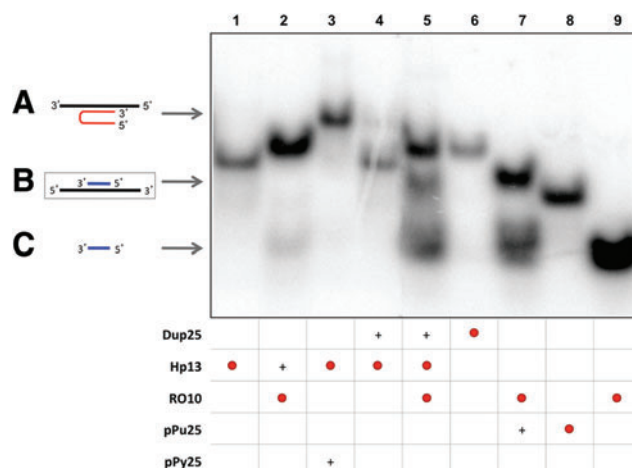 1 2 3 4 5 6 7 8 9
A 3' 5'
3'
5'
B 3' 5'
5' 3'
C 3' 5'
Dup25 + +
Hp13 +
RO10
pPu25 +
pPy25 +